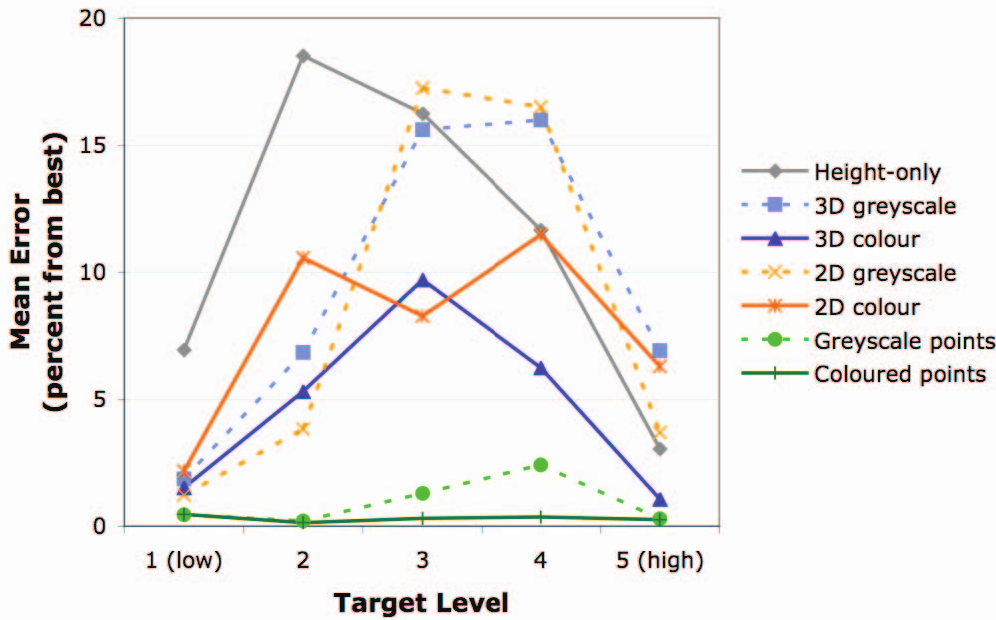 20
15
10
5
0
Mean Error
(percent from best)
1 (low) 2 3 4 5 (high)
Target Level
Height-only
3D greyscale
3D colour
2D greyscale
2D colour
Greyscale points
Coloured points